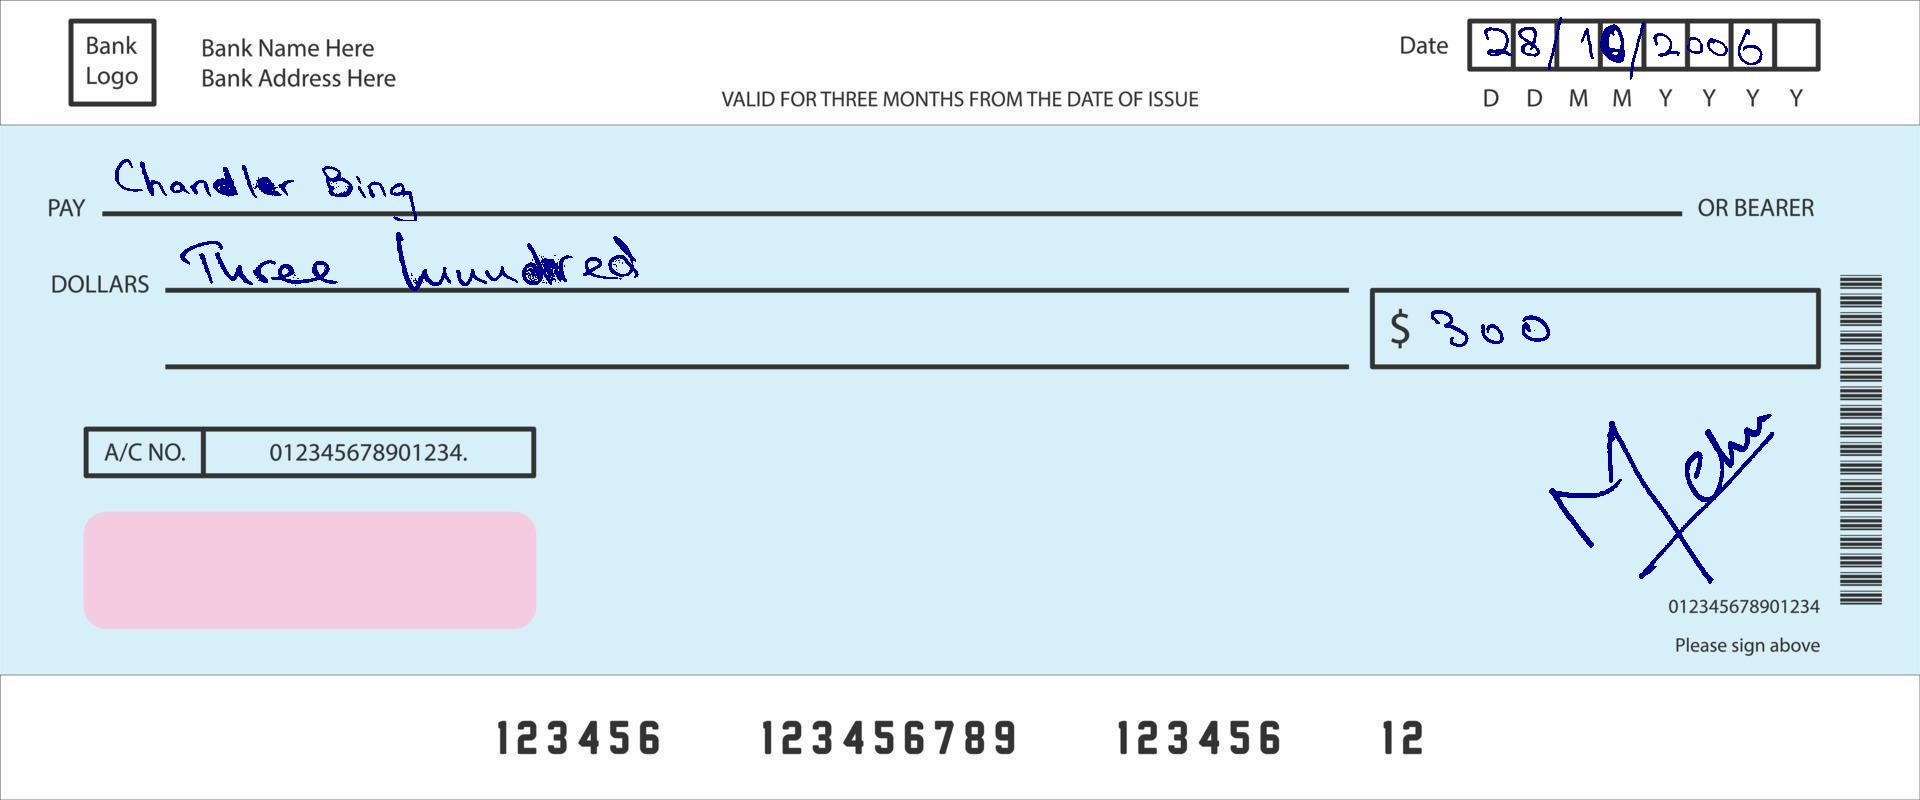 Bank Logo
Bank Name Here
Bank Address Here
VALID FOR THREE MONTHS FROM THE DATE OF ISSUE
Date 28/10/2006
D D M M Y Y Y Y
PAY Chandler Bing OR BEARER
DOLLARS Three hundred
$ 300
A/C NO. 012345678901234.
012345678901234
Please sign above
123456 123456789 123456 12